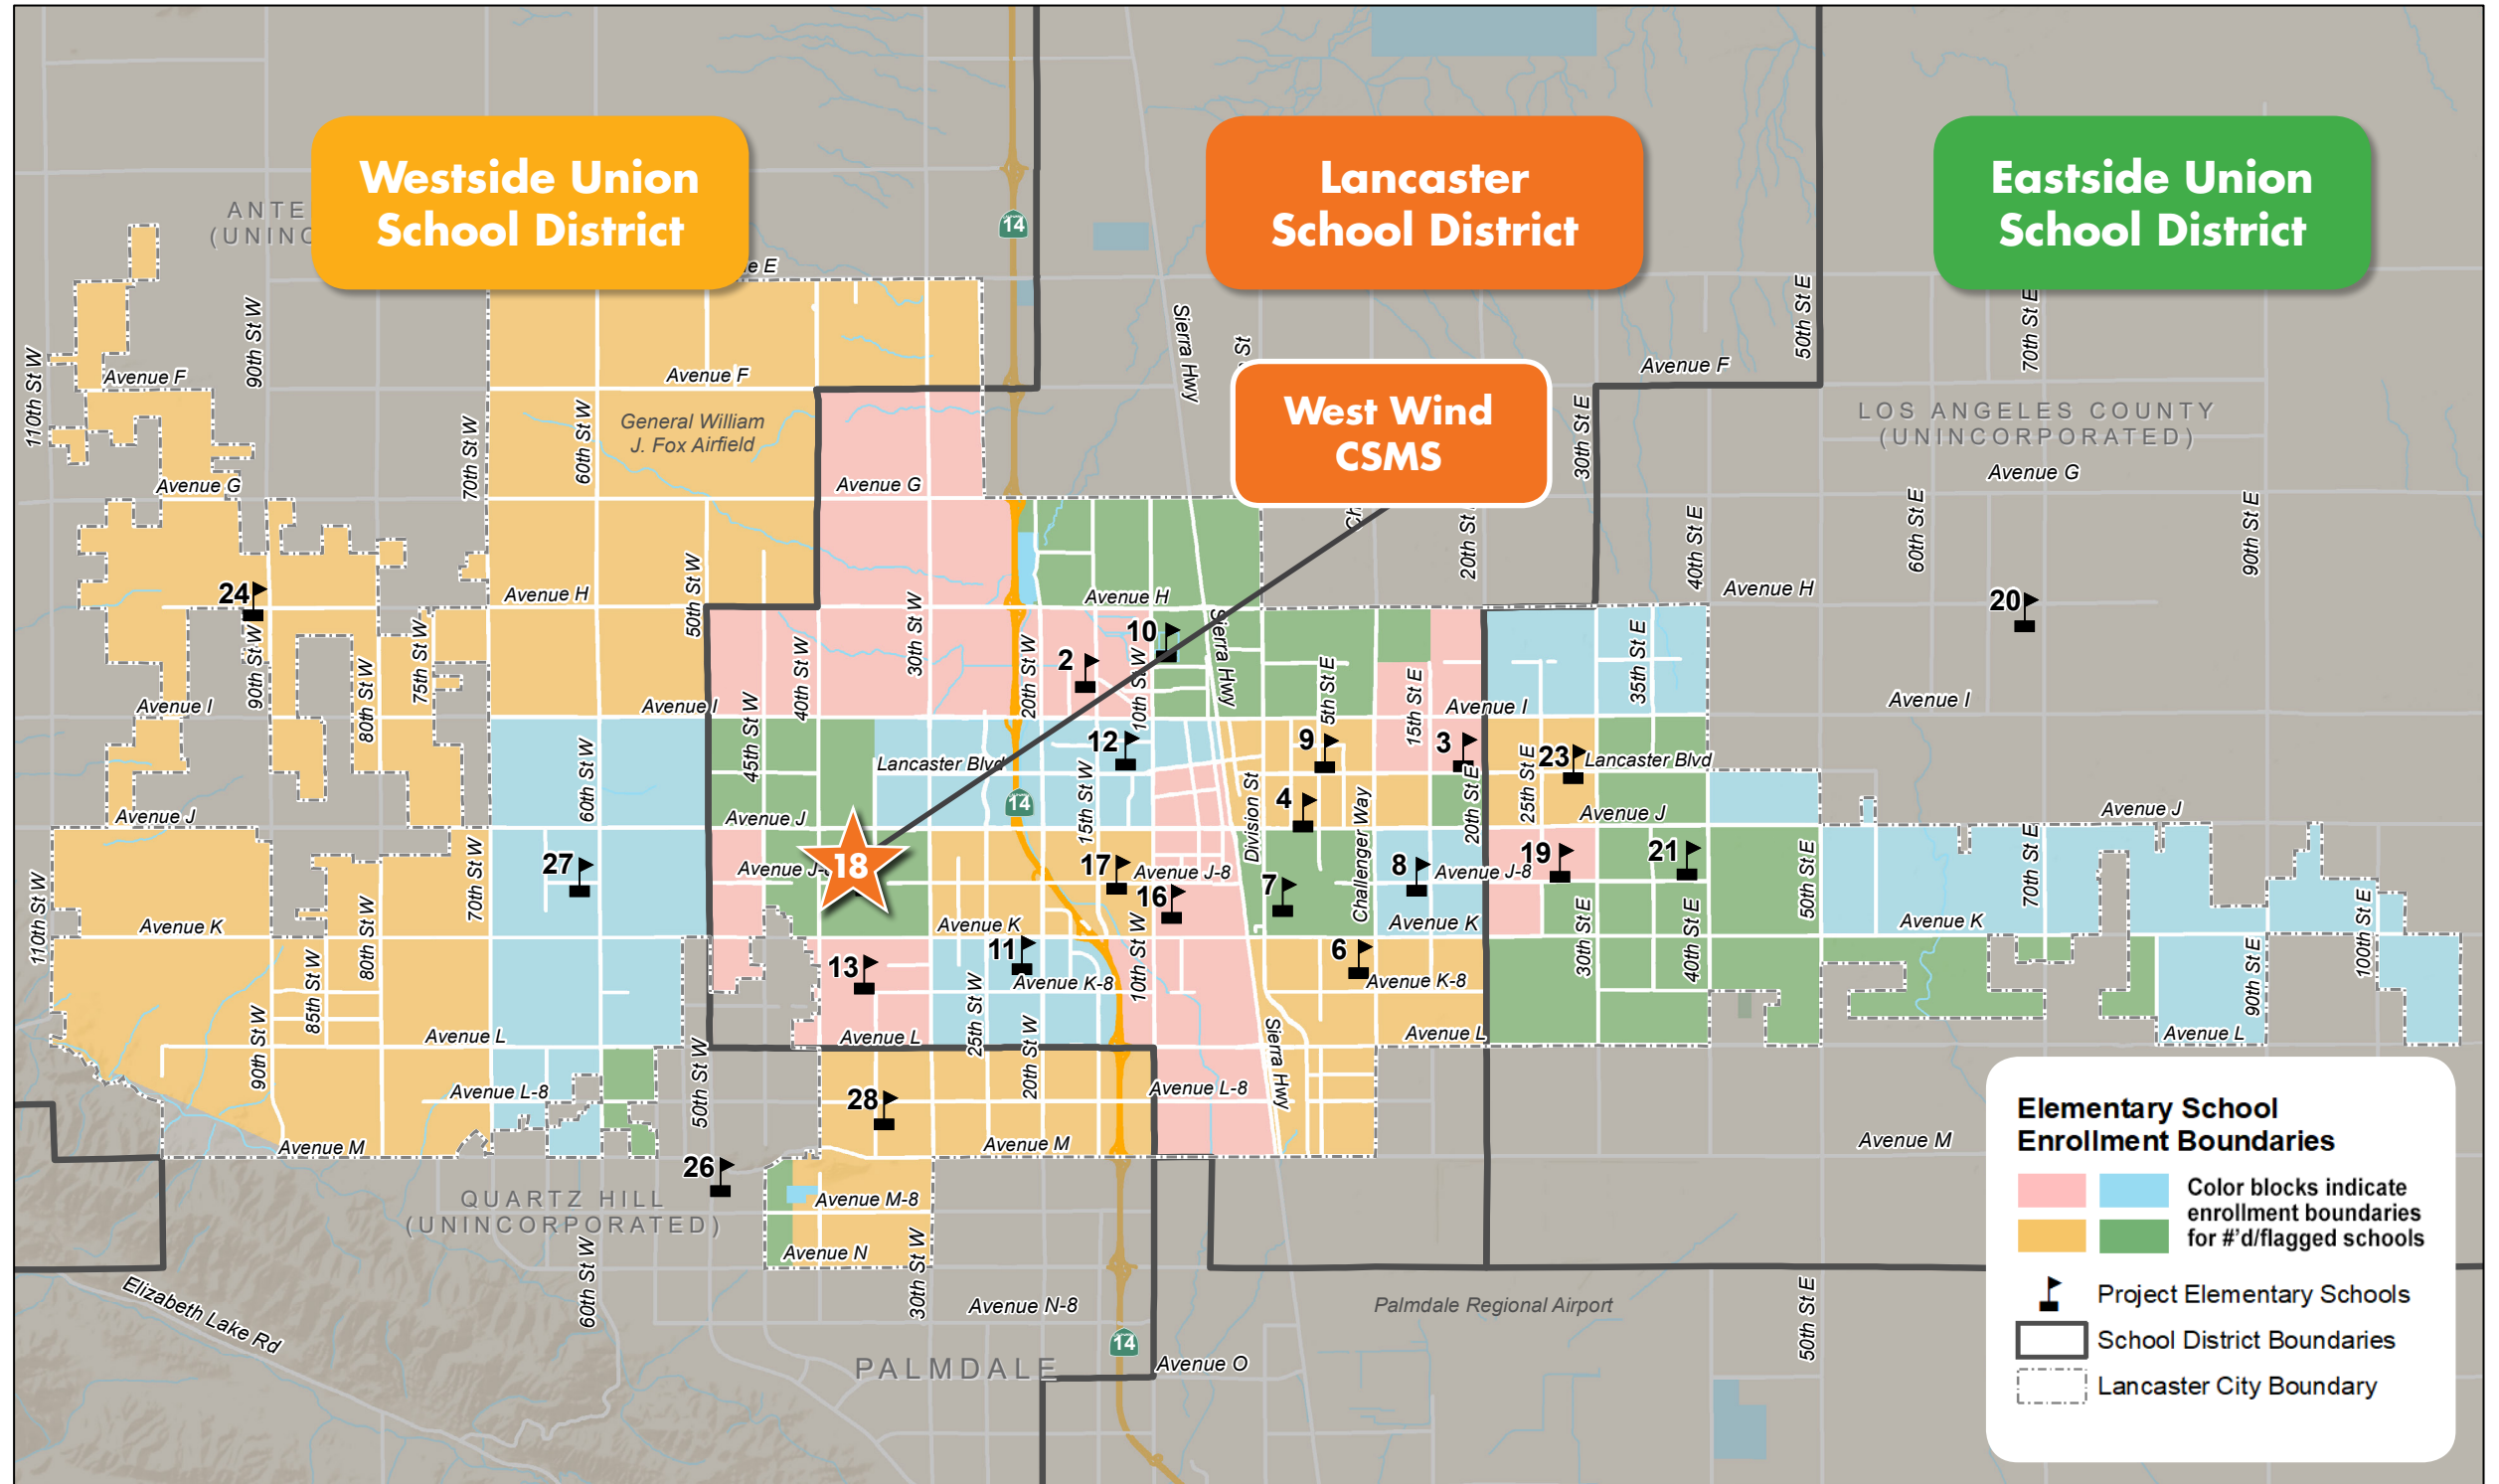 Westside Union
School District
Lancaster
School District
Eastside Union
School District
West Wind
CSMS
ANTE
(UNINC
14
e E
Sierra Hwy
St
50th St E
70th St E
110th St W
Avenue F
90th St W
Avenue F
Avenue F
General William
J. Fox Airfield
60th St W
70th St W
30th St E
LOS ANGELES COUNTY
(UNINCORPORATED)
Avenue G
Avenue G
Avenue G
Ch
20th St
40th St E
60th St E
90th St E
50th St W
24
Avenue H
Avenue H
Avenue H
20
10
2
30th St W
20th St W
10th St W
Sierra Hwy
40th St W
45th St W
90th St W
80th St W
75th St W
5th St E
15th St E
35th St E
Avenue I
Avenue I
Avenue I
Avenue I
60th St W
12
9
3
23
Lancaster Blvd
Lancaster Blvd
15th St W
14
Division St
4
Challenger Way
20th St E
25th St E
Avenue J
Avenue J
Avenue J
Avenue J
18
27
17
8
19
21
Avenue J-8
Avenue J-8
Avenue J-8
16
7
70th St W
110th St W
80th St W
50th St E
70th St E
100th St E
Avenue K
Avenue K
Avenue K
Avenue K
30th St E
40th St E
90th St E
10th St W
13
11
6
Avenue K-8
Avenue K-8
85th St W
90th St W
25th St W
20th St W
50th St W
Sierra Hwy
Avenue L
Avenue L
Avenue L
Avenue L
Avenue L-8
Avenue L-8
28
Avenue M
Avenue M
Avenue M
26
QUARTZ HILL
(UNINCORPORATED)
Avenue M-8
Avenue N
30th St W
60th St W
Elizabeth Lake Rd
Avenue N-8
Palmdale Regional Airport
50th St E
14
PALMDALE
Avenue O
Elementary School
Enrollment Boundaries
Color blocks indicate
enrollment boundaries
for #'d/flagged schools
Project Elementary Schools
School District Boundaries
Lancaster City Boundary